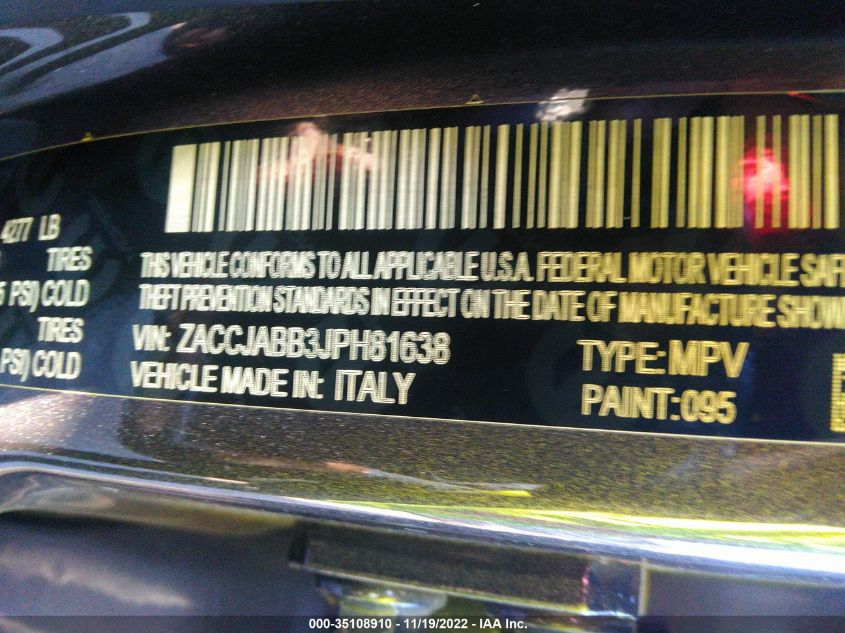 4277 LB
TIRES
5 PSI) COLD
TIRES
PSI) COLD
THIS VEHICLE CONFORMS TO ALL APPLICABLE U.S.A. FEDERAL MOTOR VEHICLE SAF
THEFT PREVENTION STANDARDS IN EFFECT ON THE DATE OF MANUFACTURE SHOW
VIN: ZACCJABB3JPH81638
TYPE: MPV
VEHICLE MADE IN: ITALY
PAINT: 095
000-35108910 - 11/19/2022 - IAA Inc.